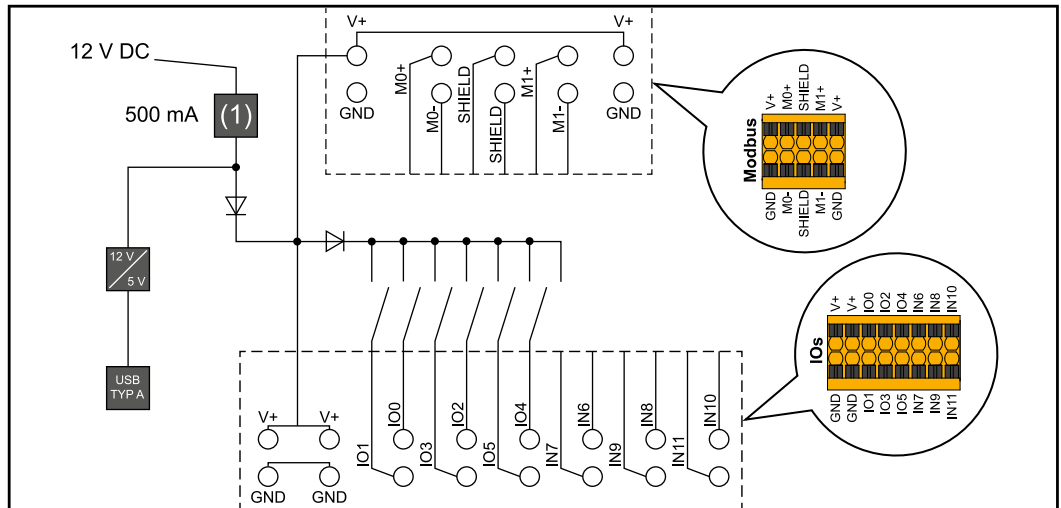 12 V DC
500 mA
(1)
12 V
5 V
USB
TYP A
V+
V+
M0+
SHIELD
M1+
GND
M0-
SHIELD
M1-
GND
Modbus
V+
M0+
SHIELD
M1+
V+
GND
M0-
SHIELD
M1-
GND
IOs
V+
V+
IO0
IO2
IO4
IN6
IN8
IN10
GND
GND
IO1
IO3
IO5
IN7
IN9
IN11
V+
V+
GND
GND
IO1
IO0
IO3
IO2
IO5
IO4
IN7
IN6
IN9
IN8
IN11
IN10